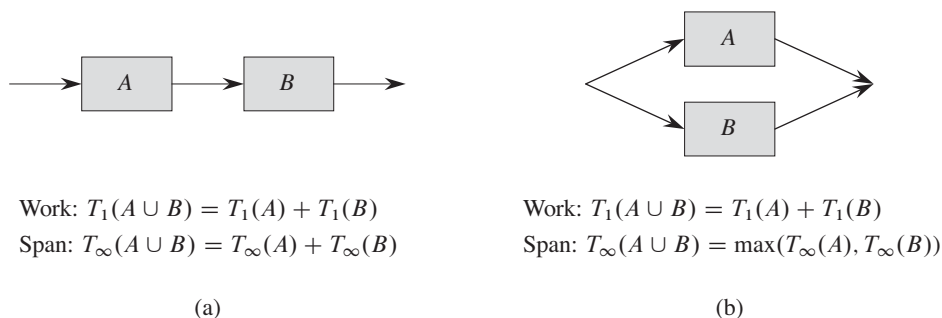 A
B
Work: T₁(A ∪ B) = T₁(A) + T₁(B)
Span: T∞(A ∪ B) = T∞(A) + T∞(B)
(a)
A
B
Work: T₁(A ∪ B) = T₁(A) + T₁(B)
Span: T∞(A ∪ B) = max(T∞(A), T∞(B))
(b)